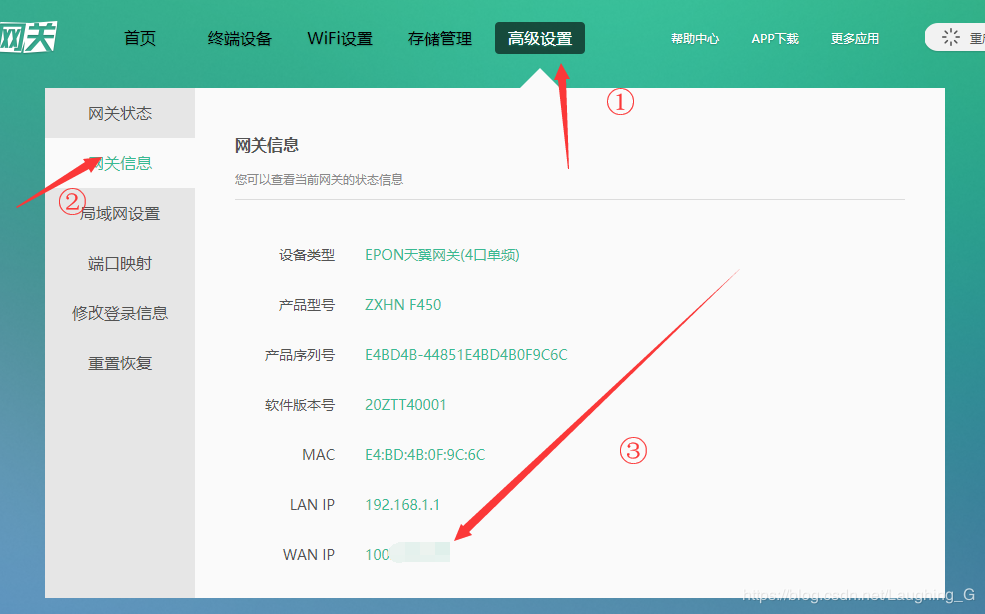 网关
首页 终端设备 WiFi设置 存储管理 高级设置 帮助中心 APP下载 更多应用
①
网关状态
网关信息
②
局域网设置
端口映射
修改登录信息
重置恢复
网关信息
您可以查看当前网关的状态信息
设备类型 EPON天翼网关(4口单频)
产品型号 ZXHN F450
产品序列号 E4BD4B-44851E4BD4B0F9C6C
软件版本号 20ZTT40001
③
MAC E4:BD:4B:0F:9C:6C
LAN IP 192.168.1.1
WAN IP 100
https://blog.csdn.net/Laughing_G